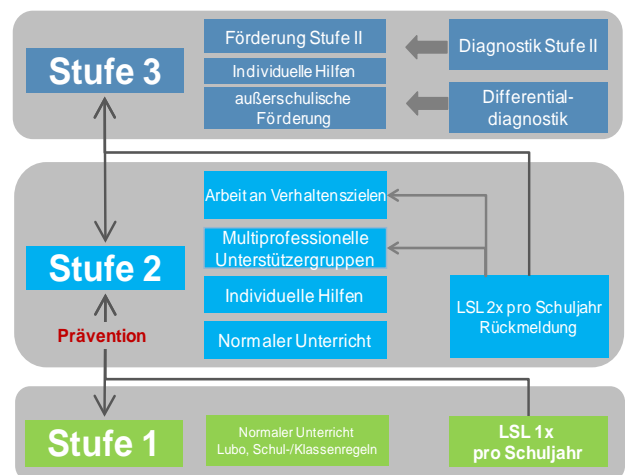 Stufe 3
Förderung Stufe II
Individuelle Hilfen
außerschulische
Förderung
Diagnostik Stufe II
Differential-
diagnostik
Stufe 2
Prävention
Arbeit an Verhaltenszielen
Multiprofessionelle
Unterstützergruppen
Individuelle Hilfen
Normaler Unterricht
LSL 2x pro Schuljahr
Rückmeldung
Stufe 1
Normaler Unterricht
Lubo, Schul-/Klassenregeln
LSL 1x
pro Schuljahr